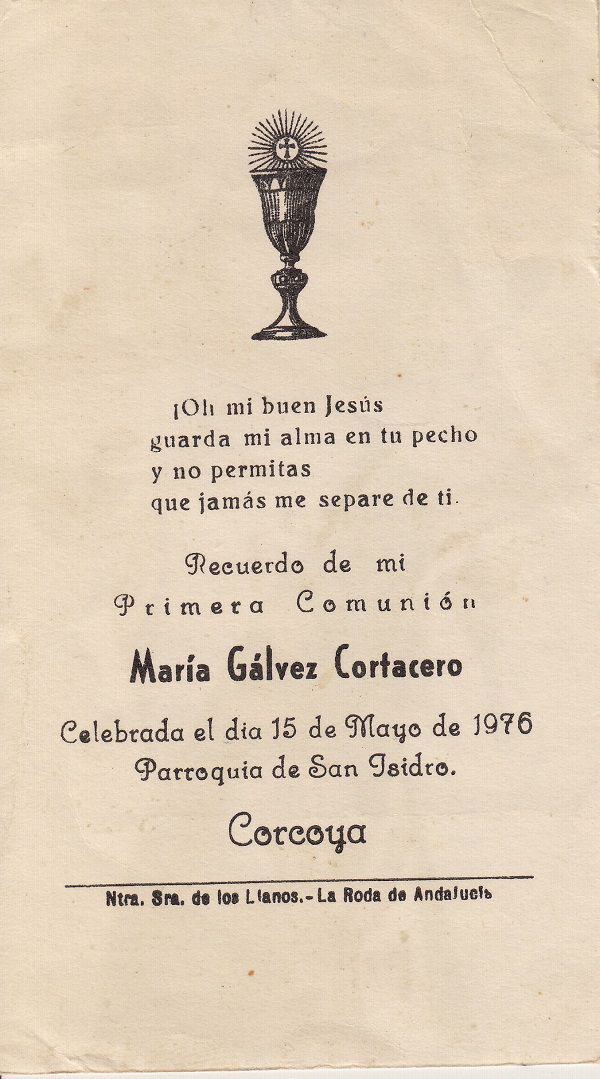 ¡Oh mi buen Jesús
guarda mi alma en tu pecho
y no permitas
que jamás me separe de ti.
Recuerdo de mi
Primera Comunión
María Gálvez Cortacero
Celebrada el dia 15 de Mayo de 1976
Parroquia de San Isidro.
Corcoya
Ntra. Sra. de los Llanos.- La Roda de Andalucía